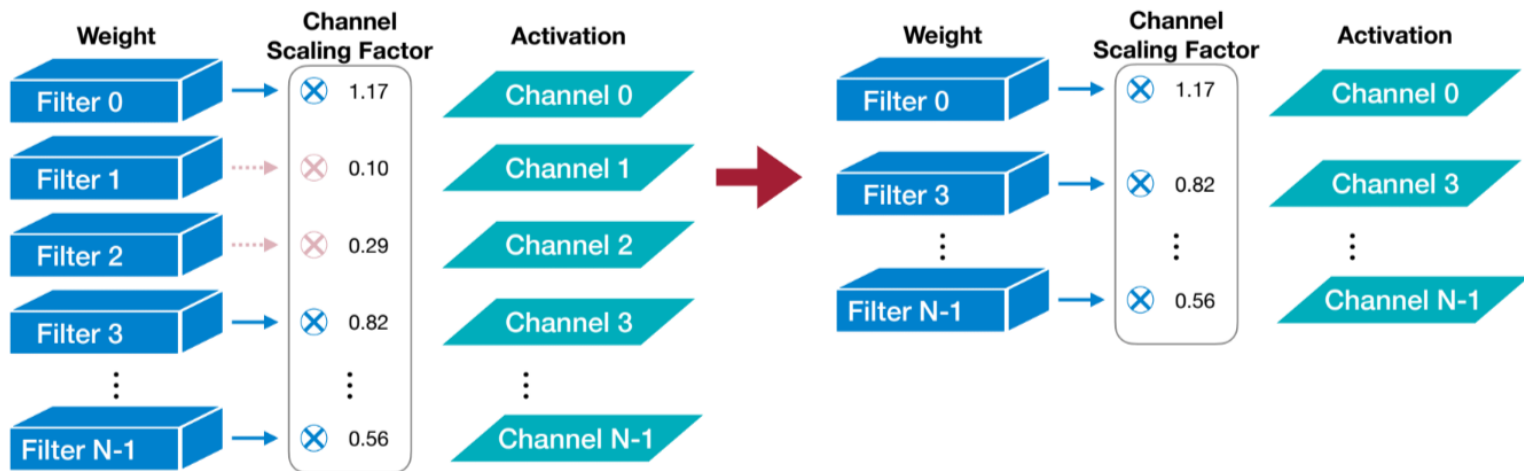 Weight
Channel
Scaling Factor
Activation
Filter 0
1.17
Channel 0
Filter 1
0.10
Channel 1
Filter 2
0.29
Channel 2
Filter 3
0.82
Channel 3
Filter N-1
0.56
Channel N-1
Weight
Channel
Scaling Factor
Activation
Filter 0
1.17
Channel 0
Filter 3
0.82
Channel 3
Filter N-1
0.56
Channel N-1